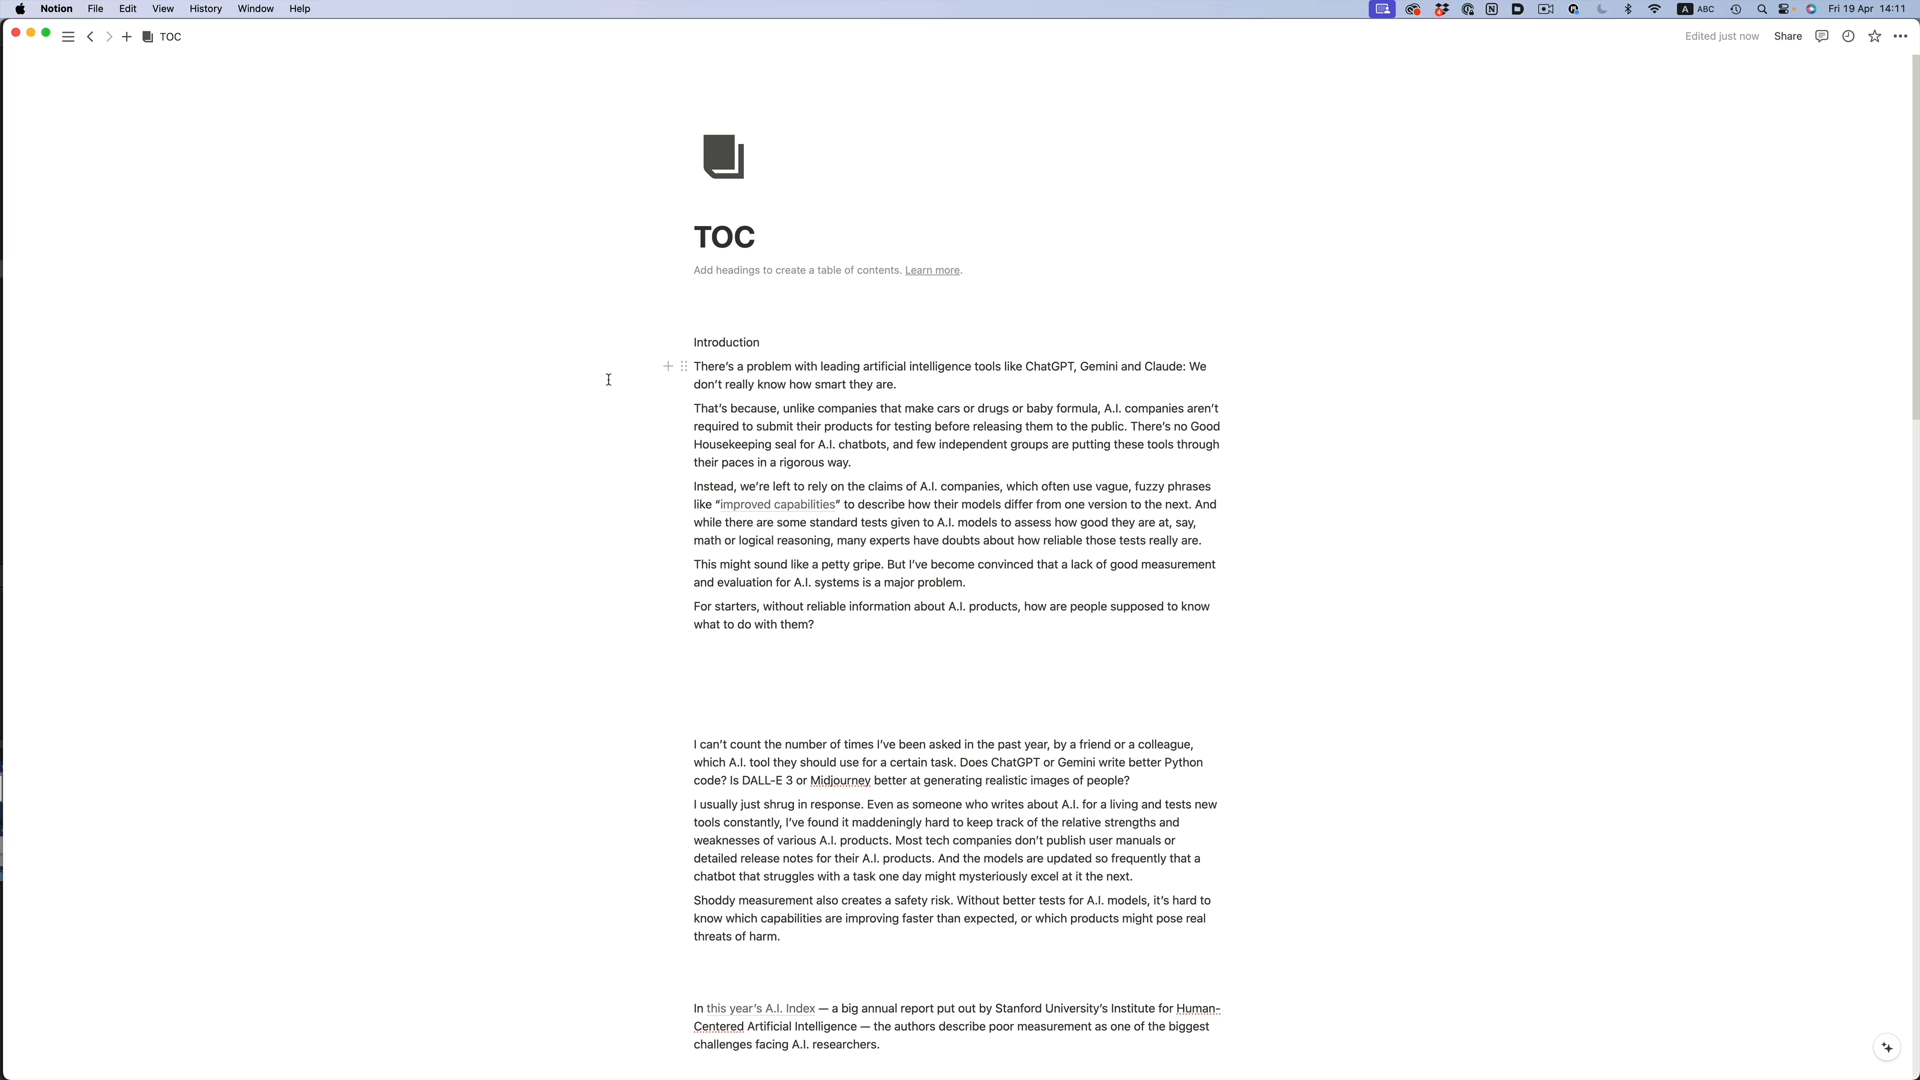 Notion File Edit View History Window Help
A ABC Fri 19 Apr 14:11
TOC
Edited just now Share
TOC
Add headings to create a table of contents. Learn more.
Introduction
There’s a problem with leading artificial intelligence tools like ChatGPT, Gemini and Claude: We
don’t really know how smart they are.
That’s because, unlike companies that make cars or drugs or baby formula, A.I. companies aren’t
required to submit their products for testing before releasing them to the public. There’s no Good
Housekeeping seal for A.I. chatbots, and few independent groups are putting these tools through
their paces in a rigorous way.
Instead, we’re left to rely on the claims of A.I. companies, which often use vague, fuzzy phrases
like “improved capabilities” to describe how their models differ from one version to the next. And
while there are some standard tests given to A.I. models to assess how good they are at, say,
math or logical reasoning, many experts have doubts about how reliable those tests really are.
This might sound like a petty gripe. But I’ve become convinced that a lack of good measurement
and evaluation for A.I. systems is a major problem.
For starters, without reliable information about A.I. products, how are people supposed to know
what to do with them?
I can’t count the number of times I’ve been asked in the past year, by a friend or a colleague,
which A.I. tool they should use for a certain task. Does ChatGPT or Gemini write better Python
code? Is DALL-E 3 or Midjourney better at generating realistic images of people?
I usually just shrug in response. Even as someone who writes about A.I. for a living and tests new
tools constantly, I’ve found it maddeningly hard to keep track of the relative strengths and
weaknesses of various A.I. products. Most tech companies don’t publish user manuals or
detailed release notes for their A.I. products. And the models are updated so frequently that a
chatbot that struggles with a task one day might mysteriously excel at it the next.
Shoddy measurement also creates a safety risk. Without better tests for A.I. models, it’s hard to
know which capabilities are improving faster than expected, or which products might pose real
threats of harm.
In this year’s A.I. Index — a big annual report put out by Stanford University’s Institute for Human-
Centered Artificial Intelligence — the authors describe poor measurement as one of the biggest
challenges facing A.I. researchers.